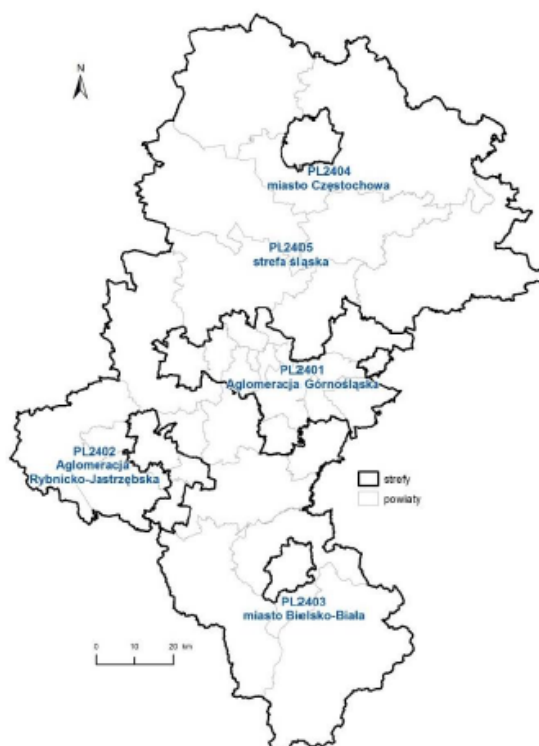 N
PL2404
miasto Częstochowa
PL2405
strefa śląska
PL2401
Aglomeracja Górnośląska
PL2402
Aglomeracja
Rybnicko-Jastrzębska
strefy
powiaty
PL2403
miasto Bielsko-Biała
0 10 20 km